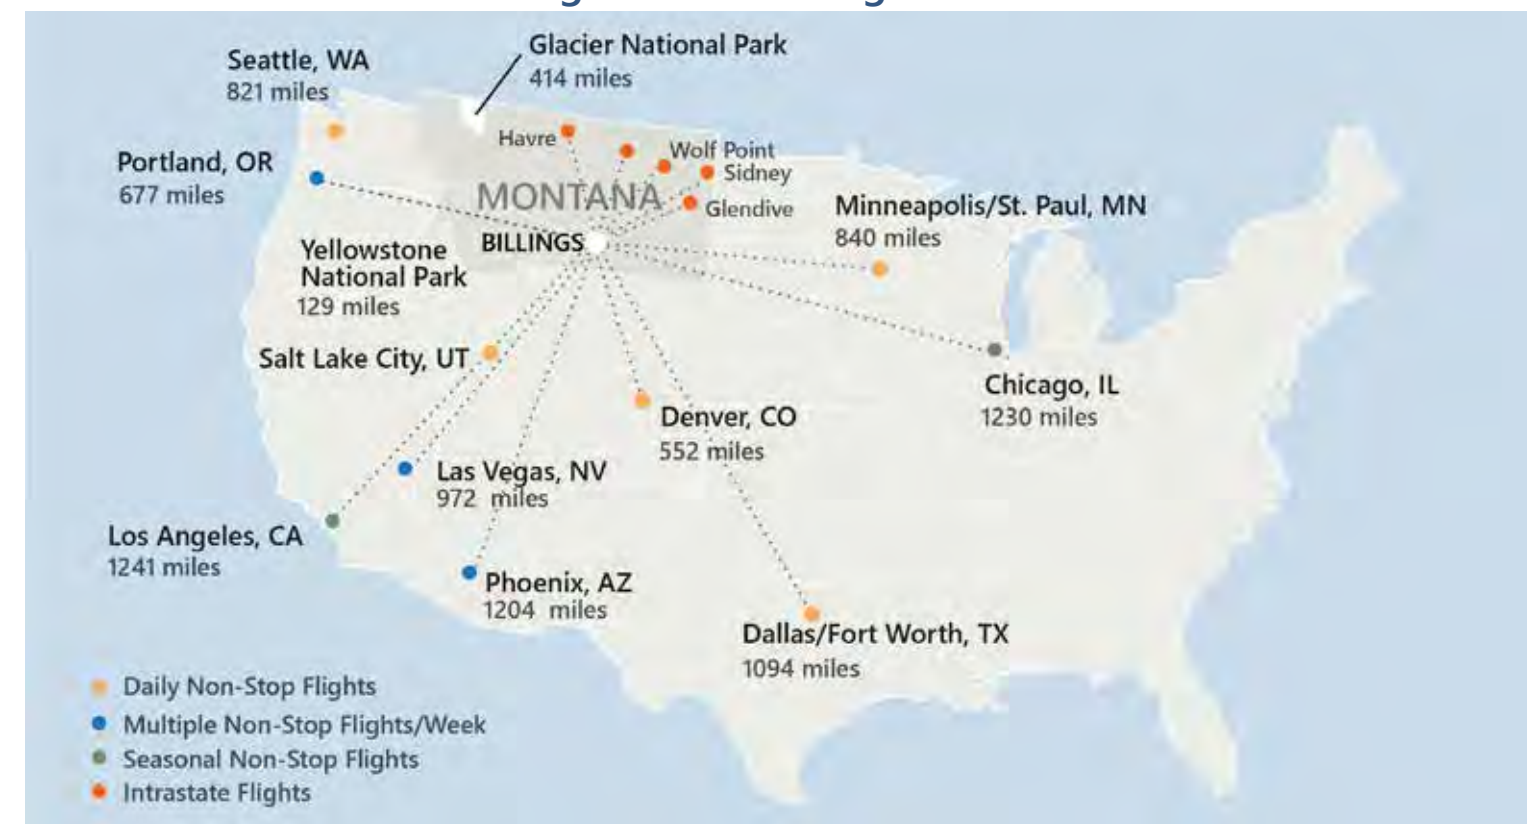 Glacier National Park
414 miles
Seattle, WA
821 miles
Havre
Wolf Point
Portland, OR
677 miles
Sidney
MONTANA
Glendive
Minneapolis/St. Paul, MN
840 miles
BILLINGS
Yellowstone
National Park
129 miles
Salt Lake City, UT
Chicago, IL
1230 miles
Denver, CO
552 miles
Las Vegas, NV
972 miles
Los Angeles, CA
1241 miles
Phoenix, AZ
1204 miles
Dallas/Fort Worth, TX
1094 miles
Daily Non-Stop Flights
Multiple Non-Stop Flights/Week
Seasonal Non-Stop Flights
Intrastate Flights